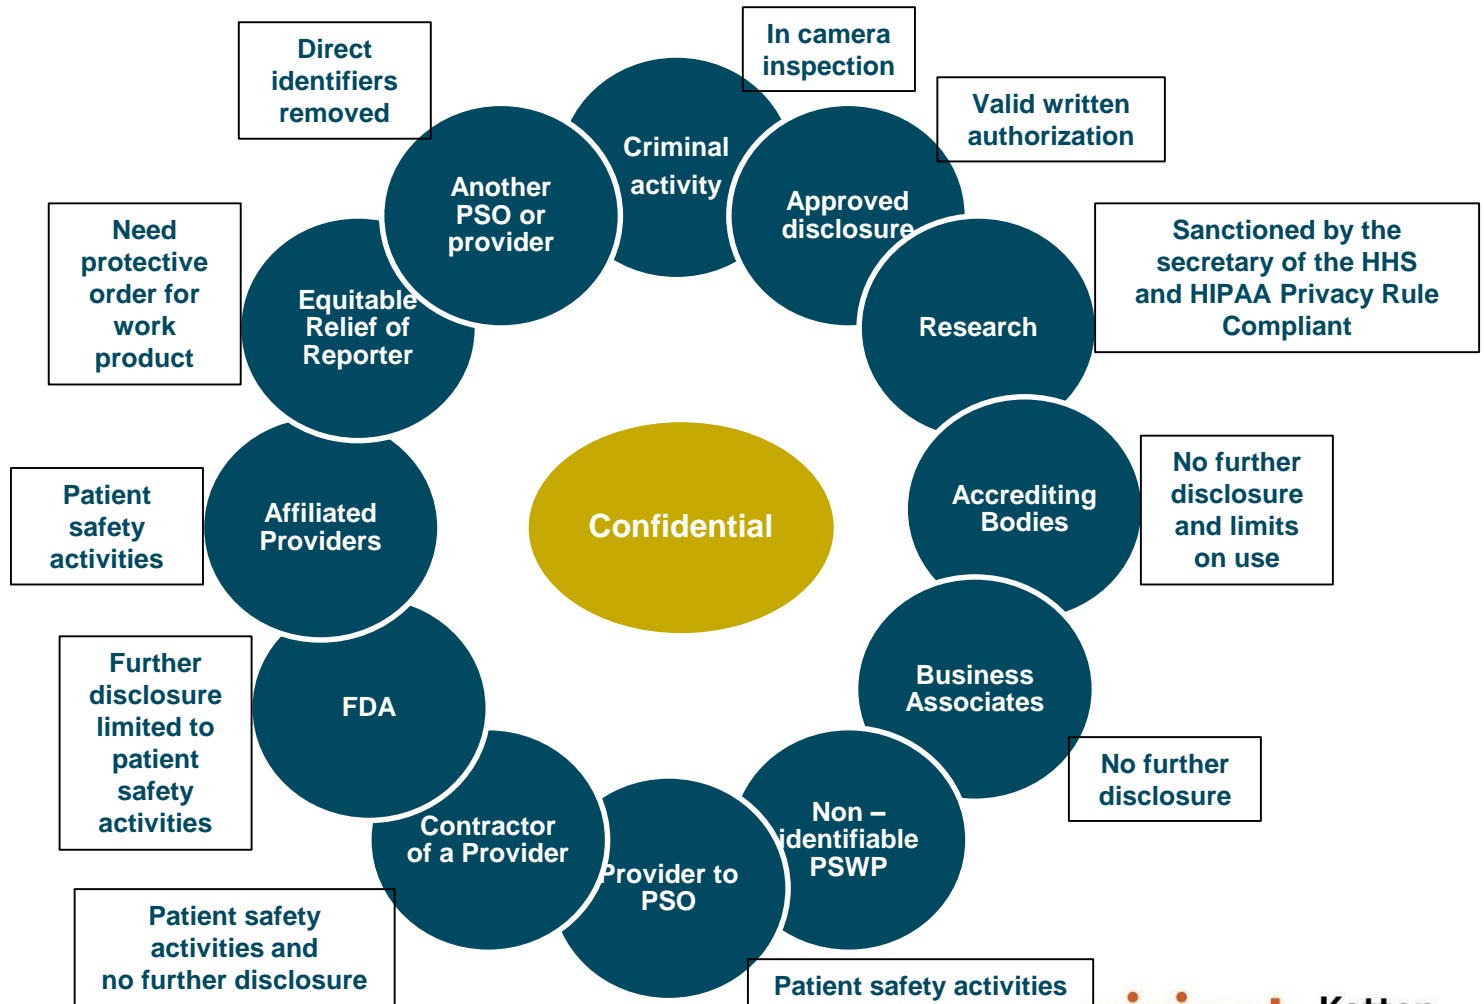 Direct
identifiers
removed
In camera
inspection
Valid written
authorization
Criminal
activity
Another
PSO or
provider
Approved
disclosure
Need
protective
order for
work
product
Equitable
Relief of
Reporter
Research
Sanctioned by the
secretary of the HHS
and HIPAA Privacy Rule
Compliant
Patient
safety
activities
Affiliated
Providers
Confidential
Accrediting
Bodies
No further
disclosure
and limits
on use
Further
disclosure
limited to
patient
safety
activities
FDA
Business
Associates
No further
disclosure
Contractor
of a Provider
Provider to
PSO
Non –
identifiable
PSWP
Patient safety
activities and
no further disclosure
Patient safety activities